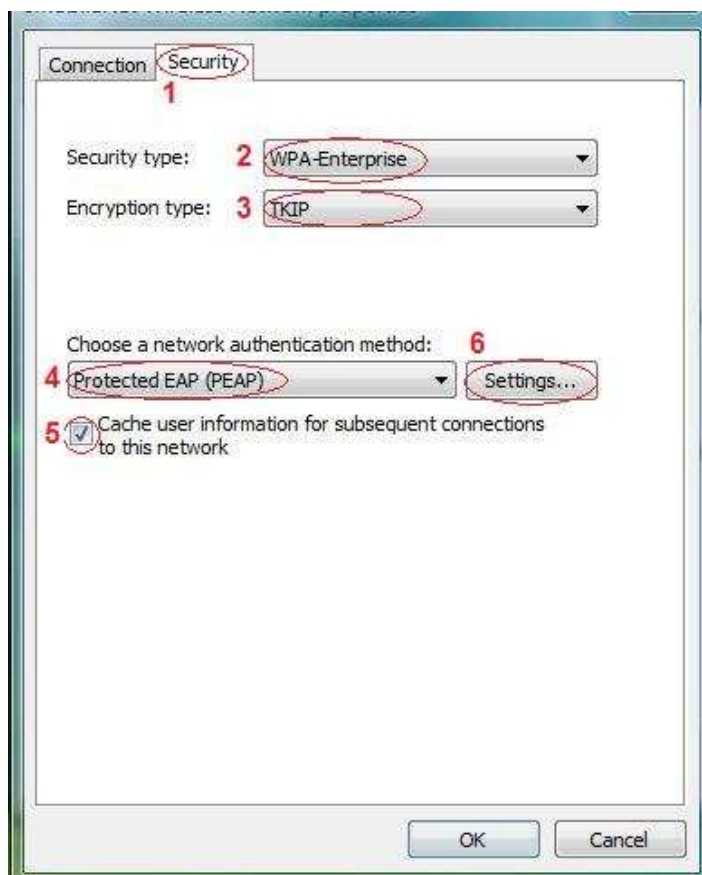 Connection Security
1
Security type: 2 WPA-Enterprise
Encryption type: 3 TKIP
Choose a network authentication method: 6
4 Protected EAP (PEAP) Settings...
5 Cache user information for subsequent connections
to this network
OK Cancel